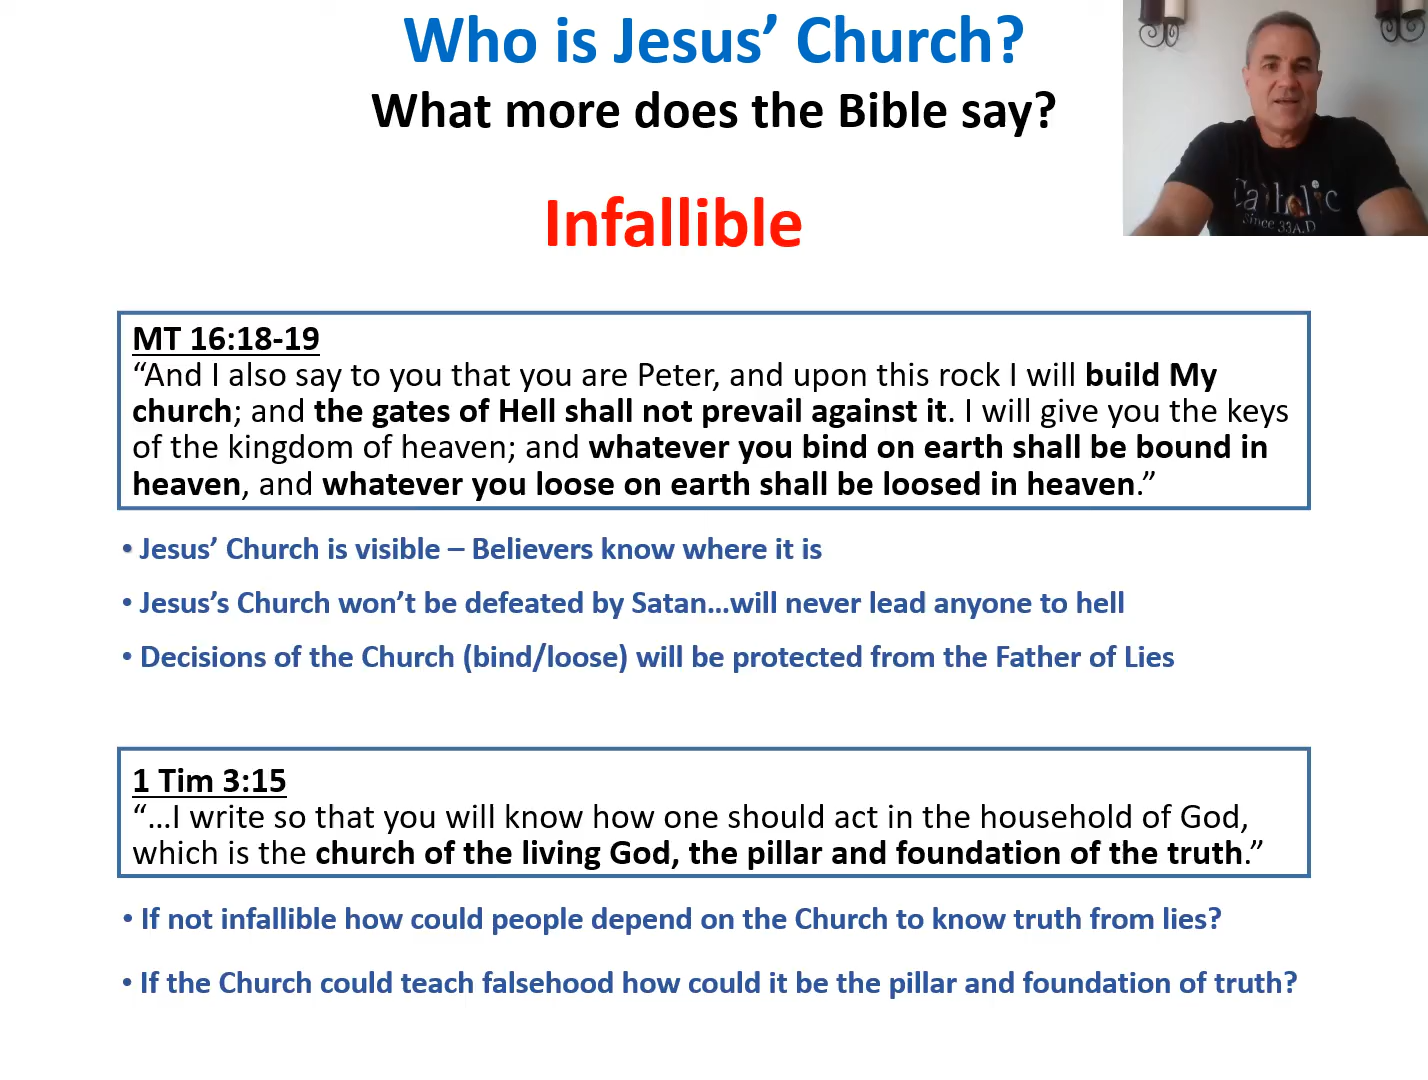 Who is Jesus’ Church?
What more does the Bible say?
Catholic
Since 33A.D
Infallible
MT 16:18-19
“And I also say to you that you are Peter, and upon this rock I will build My
church; and the gates of Hell shall not prevail against it. I will give you the keys
of the kingdom of heaven; and whatever you bind on earth shall be bound in
heaven, and whatever you loose on earth shall be loosed in heaven.”
• Jesus’ Church is visible – Believers know where it is
• Jesus’s Church won’t be defeated by Satan…will never lead anyone to hell
• Decisions of the Church (bind/loose) will be protected from the Father of Lies
1 Tim 3:15
“…I write so that you will know how one should act in the household of God,
which is the church of the living God, the pillar and foundation of the truth.”
• If not infallible how could people depend on the Church to know truth from lies?
• If the Church could teach falsehood how could it be the pillar and foundation of truth?